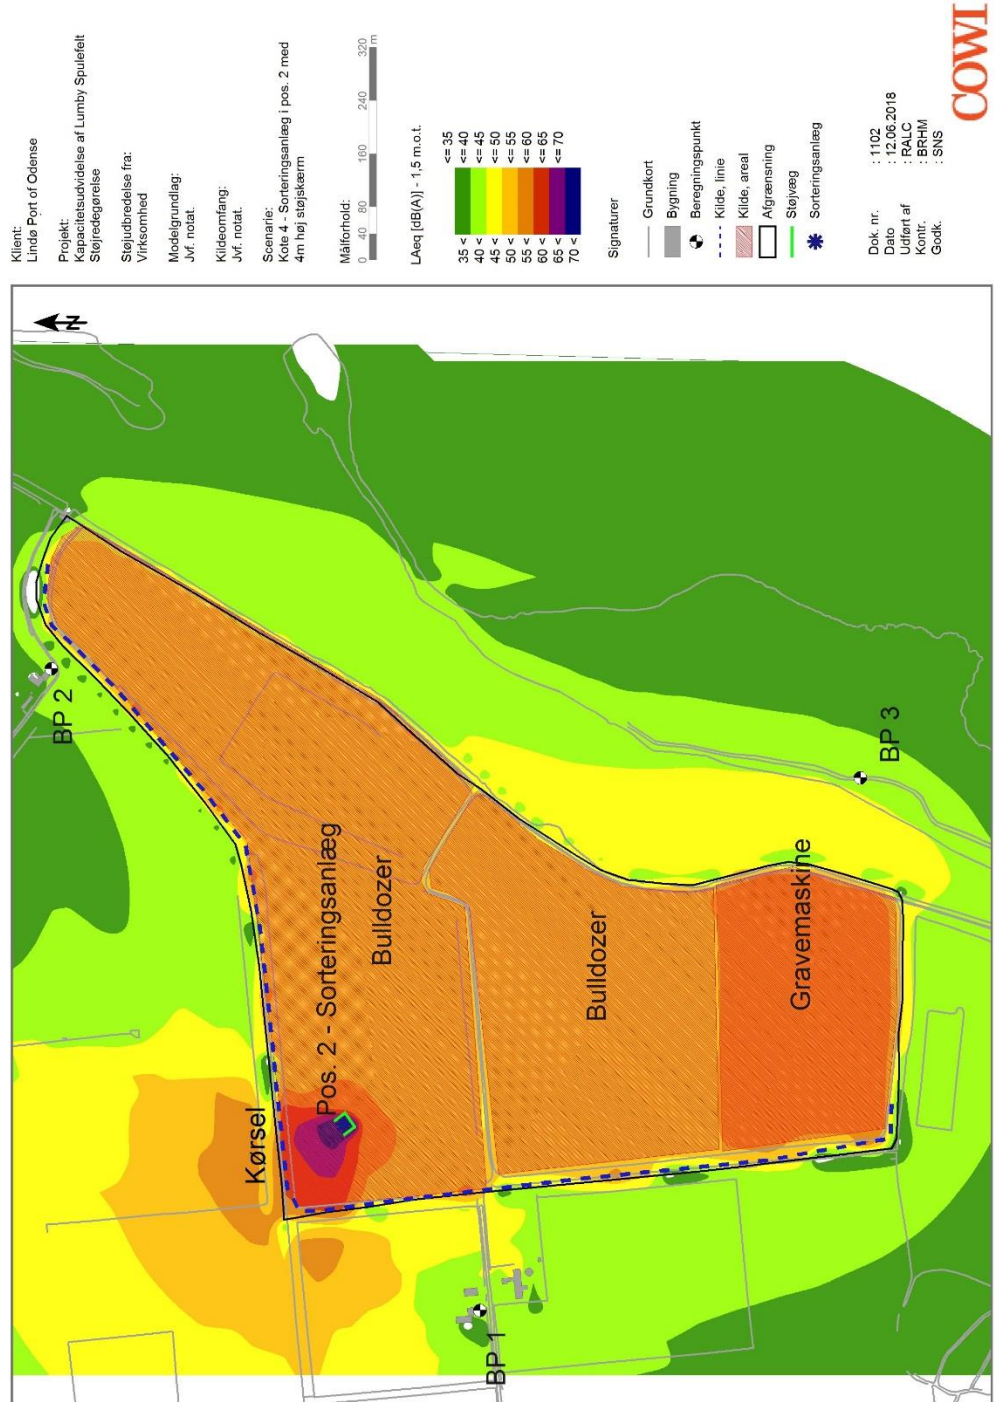 Klient:
Lindø Port of Odense
Projekt:
Kapacitetsudvidelse af Lumby Spulefelt
Støjredegørelse
Støjudbredelse fra:
Virksomhed
Modelgrundlag:
Jvf. notat.
Kildeomfang:
Jvf. notat.
Scenarie:
Kote 4 - Sorteringsanlæg i pos. 2 med
4m høj støjskærm
Målforhold:
0 40 80 160 240 320
m
LAeq [dB(A)] - 1,5 m.o.t.
<= 35
35 < <= 40
40 < <= 45
45 < <= 50
50 < <= 55
55 < <= 60
60 < <= 65
65 < <= 70
70 <
Signaturer
Grundkort
Bygning
Beregningspunkt
Kilde, linie
Kilde, areal
Afgrænsning
Støjvæg
Sorteringsanlæg
Dok. nr. : 1102
Dato : 12.06.2018
Udført af : RALC
Kontr. : BRHM
Godk. : SNS
COWI
N
BP 2
Kørsel
Pos. 2 - Sorteringsanlæg
Bulldozer
BP 1
Bulldozer
Gravemaskine
BP 3